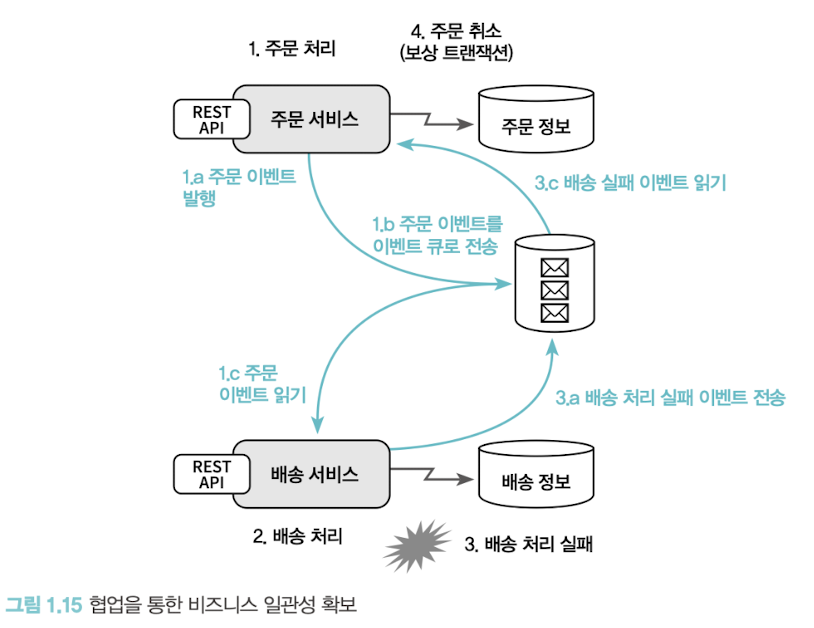 1. 주문 처리
4. 주문 취소
(보상 트랜잭션)
REST
API
주문 서비스
주문 정보
1.a 주문 이벤트
발행
3.c 배송 실패 이벤트 읽기
1.b 주문 이벤트를
이벤트 큐로 전송
1.c 주문
이벤트 읽기
3.a 배송 처리 실패 이벤트 전송
REST
API
배송 서비스
배송 정보
2. 배송 처리
3. 배송 처리 실패
그림 1.15 협업을 통한 비즈니스 일관성 확보